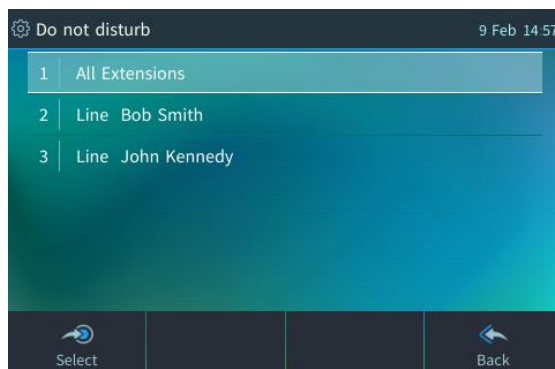 Do not disturb 9 Feb 14:57
1 All Extensions
2 Line Bob Smith
3 Line John Kennedy
Select Back